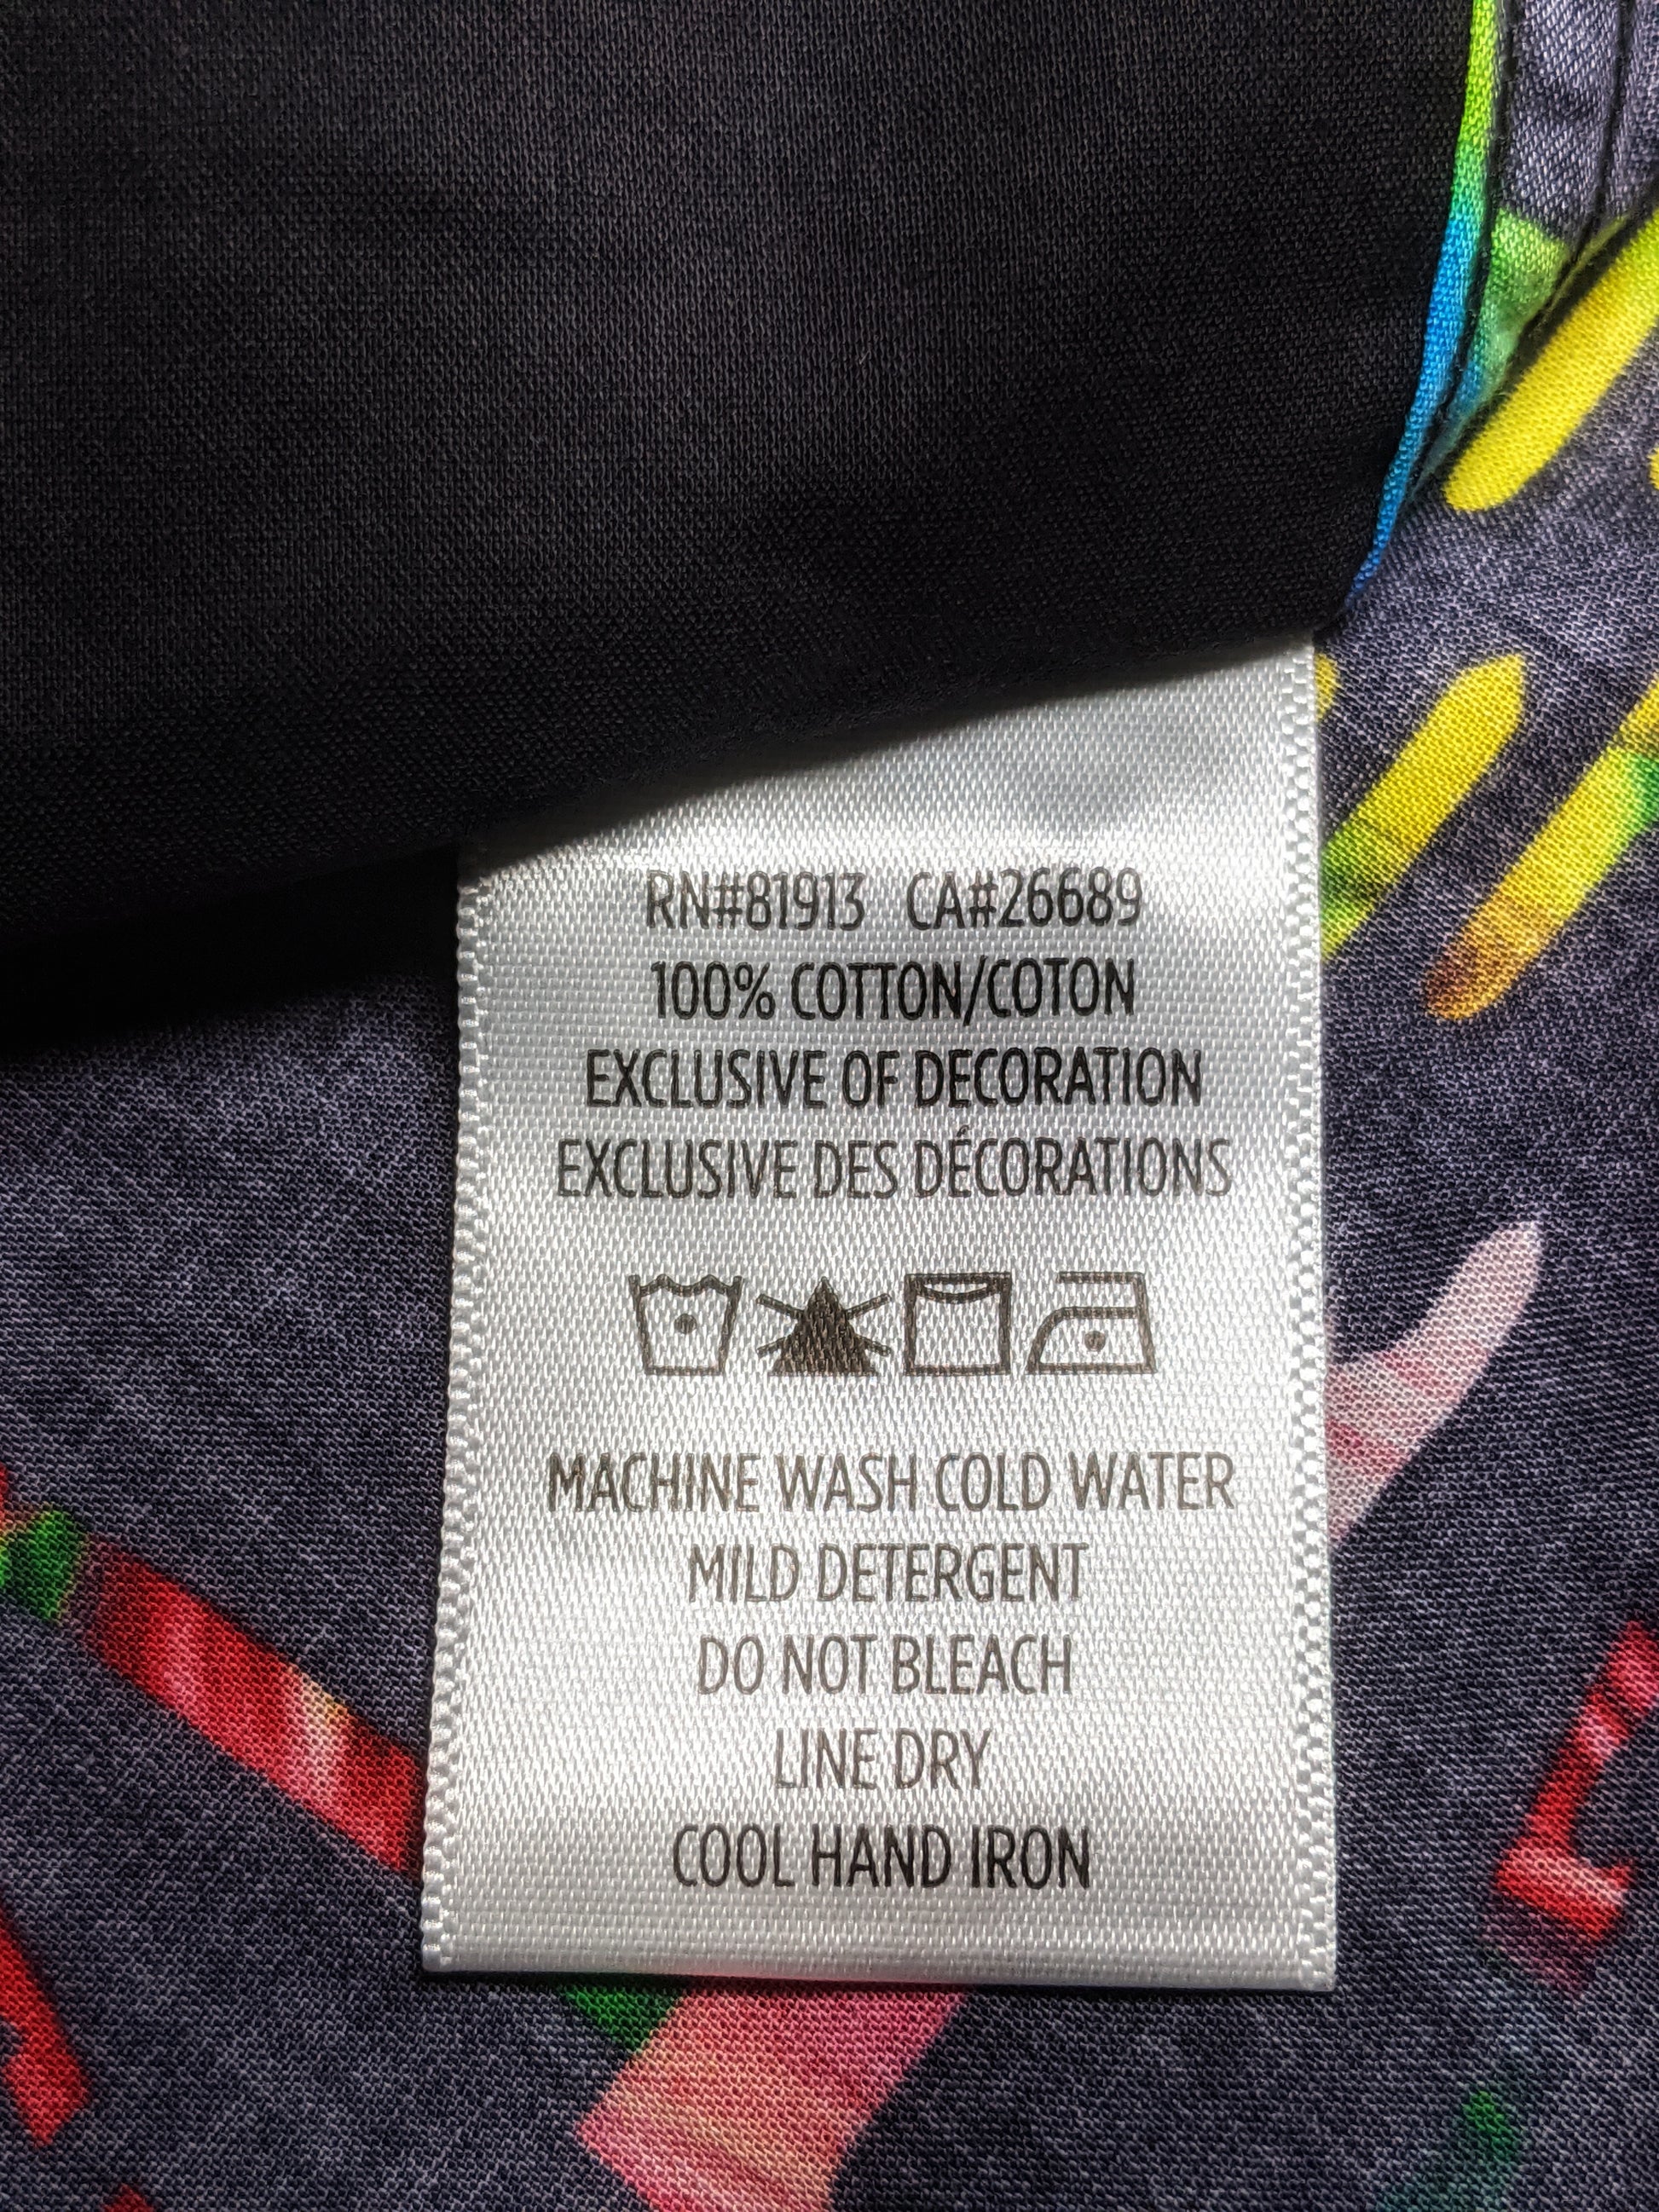 RN#81913 CA#26689
100% COTTON/COTON
EXCLUSIVE OF DECORATION
EXCLUSIVE DES DÉCORATIONS
MACHINE WASH COLD WATER
MILD DETERGENT
DO NOT BLEACH
LINE DRY
COOL HAND IRON